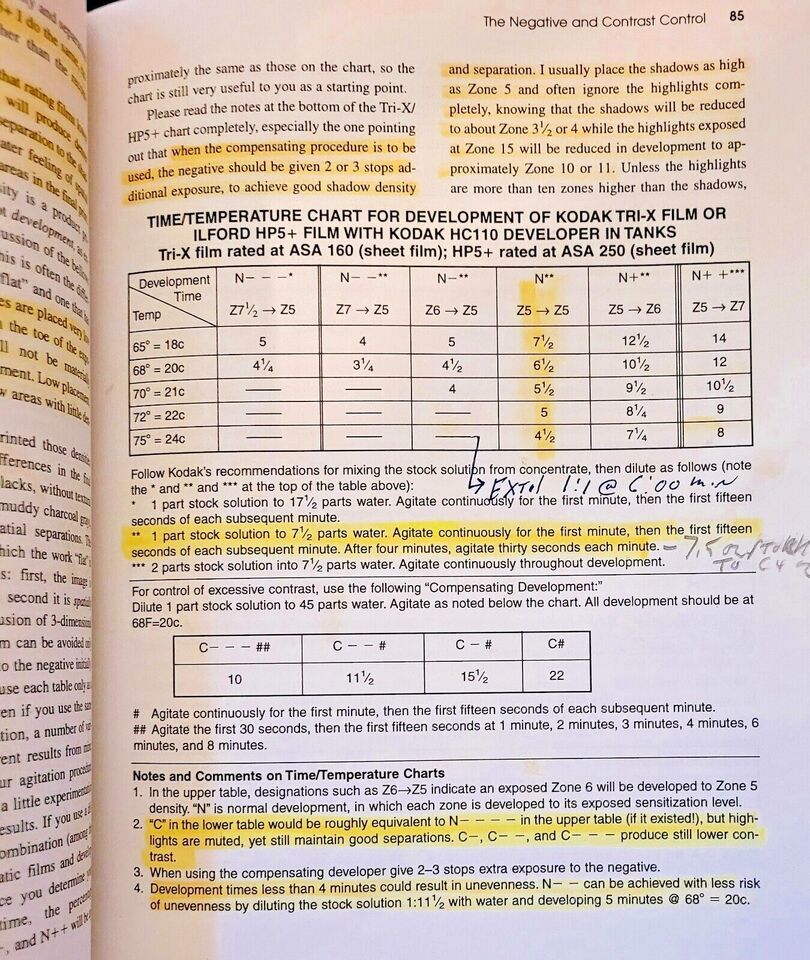 The Negative and Contrast Control 85
proximately the same as those on the chart, so the
chart is still very useful to you as a starting point.
Please read the notes at the bottom of the Tri-X/
HP5+ chart completely, especially the one pointing
out that when the compensating procedure is to be
used, the negative should be given 2 or 3 stops ad-
ditional exposure, to achieve good shadow density
and separation. I usually place the shadows as high
as Zone 5 and often ignore the highlights com-
pletely, knowing that the shadows will be reduced
to about Zone 3½ or 4 while the highlights exposed
at Zone 15 will be reduced in development to ap-
proximately Zone 10 or 11. Unless the highlights
are more than ten zones higher than the shadows,
TIME/TEMPERATURE CHART FOR DEVELOPMENT OF KODAK TRI-X FILM OR
ILFORD HP5+ FILM WITH KODAK HC110 DEVELOPER IN TANKS
Tri-X film rated at ASA 160 (sheet film); HP5+ rated at ASA 250 (sheet film)
Development Time N- - -* N- -** N-** N** N+** N+ +***
Temp Z7½ → Z5 Z7 → Z5 Z6 → Z5 Z5 → Z5 Z5 → Z6 Z5 → Z7
65° = 18c 5 4 5 7½ 12½ 14
68° = 20c 4¼ 3¼ 4½ 6½ 10½ 12
70° = 21c — — 4 5½ 9½ 10½
72° = 22c — — — 5 8¼ 9
75° = 24c — — — 4½ 7¼ 8
Follow Kodak's recommendations for mixing the stock solution from concentrate, then dilute as follows (note
the * and ** and *** at the top of the table above):
EXTOL 1:1 @ 6:00 min
* 1 part stock solution to 17½ parts water. Agitate continuously for the first minute, then the first fifteen
seconds of each subsequent minute.
** 1 part stock solution to 7½ parts water. Agitate continuously for the first minute, then the first fifteen
seconds of each subsequent minute. After four minutes, agitate thirty seconds each minute.
*** 2 parts stock solution into 7½ parts water. Agitate continuously throughout development.
For control of excessive contrast, use the following "Compensating Development:"
Dilute 1 part stock solution to 45 parts water. Agitate as noted below the chart. All development should be at
68F=20c.
C- - - ## C - - # C - # C#
10 11½ 15½ 22
# Agitate continuously for the first minute, then the first fifteen seconds of each subsequent minute.
## Agitate the first 30 seconds, then the first fifteen seconds at 1 minute, 2 minutes, 3 minutes, 4 minutes, 6
minutes, and 8 minutes.
Notes and Comments on Time/Temperature Charts
1. In the upper table, designations such as Z6→Z5 indicate an exposed Zone 6 will be developed to Zone 5
density. "N" is normal development, in which each zone is developed to its exposed sensitization level.
2. "C" in the lower table would be roughly equivalent to N- - - - in the upper table (if it existed!), but high-
lights are muted, yet still maintain good separations. C-, C- -, and C- - - produce still lower con-
trast.
3. When using the compensating developer give 2–3 stops extra exposure to the negative.
4. Development times less than 4 minutes could result in unevenness. N- - can be achieved with less risk
of unevenness by diluting the stock solution 1:11½ with water and developing 5 minutes @ 68° = 20c.